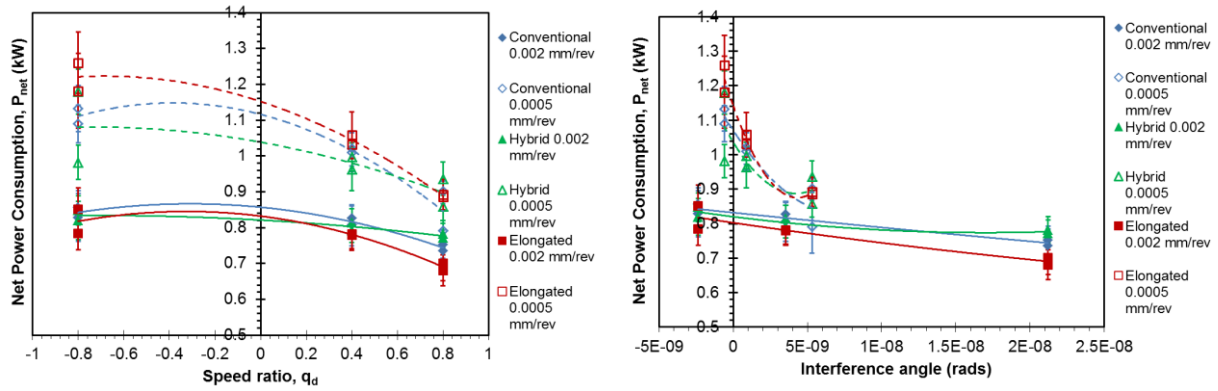 Net Power Consumption, Pnet (kW)
1.4
1.3
1.2
1.1
1
0.9
0.8
0.7
0.6
0.5
-1 -0.8 -0.6 -0.4 -0.2 0 0.2 0.4 0.6 0.8 1
Speed ratio, qd
Conventional
0.002 mm/rev
Conventional
0.0005
mm/rev
Hybrid 0.002
mm/rev
Hybrid
0.0005
mm/rev
Elongated
0.002 mm/rev
Elongated
0.0005
mm/rev
Net Power Consumption, Pnet (kW)
1.4
1.3
1.2
1.1
1
0.9
0.8
0.7
0.6
0.5
-5E-09 0 5E-09 1E-08 1.5E-08 2E-08 2.5E-08
Interference angle (rads)
Conventional
0.002 mm/rev
Conventional
0.0005
mm/rev
Hybrid 0.002
mm/rev
Hybrid
0.0005
mm/rev
Elongated
0.002 mm/rev
Elongated
0.0005
mm/rev